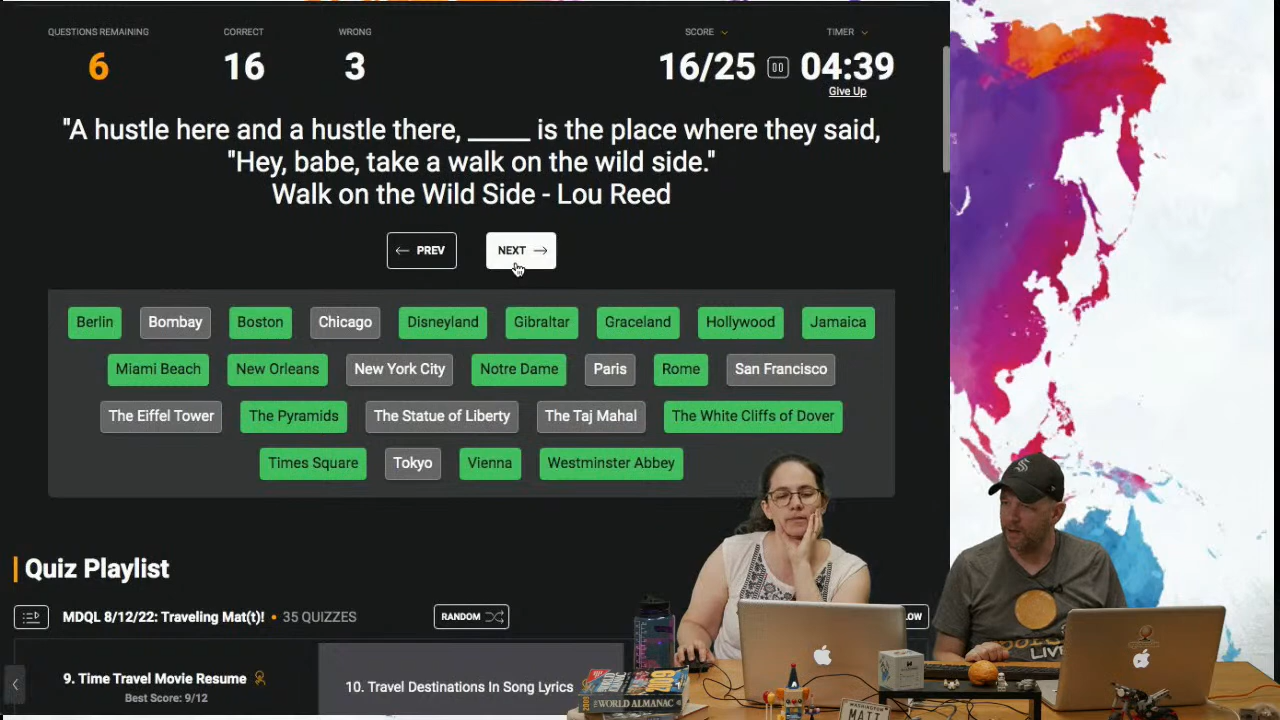 QUESTIONS REMAINING CORRECT WRONG SCORE TIMER
6 16 3 16/25 04:39
Give Up
"A hustle here and a hustle there, _____ is the place where they said,
"Hey, babe, take a walk on the wild side."
Walk on the Wild Side - Lou Reed
PREV NEXT
Berlin Bombay Boston Chicago Disneyland Gibraltar Graceland Hollywood Jamaica
Miami Beach New Orleans New York City Notre Dame Paris Rome San Francisco
The Eiffel Tower The Pyramids The Statue of Liberty The Taj Mahal The White Cliffs of Dover
Times Square Tokyo Vienna Westminster Abbey
Quiz Playlist
MDQL 8/12/22: Traveling Mat(t)! • 35 QUIZZES RANDOM
9. Time Travel Movie Resume
Best Score: 9/12
10. Travel Destinations In Song Lyrics
LIVE
WORLD ALMANAC
WASHINGTON
MATT